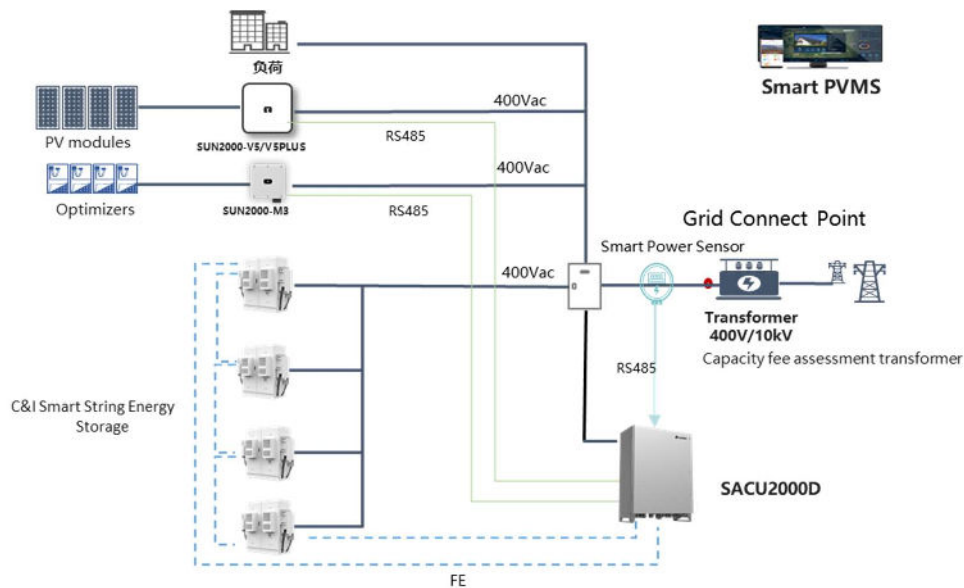 负荷
Smart PVMS
400Vac
RS485
PV modules
SUN2000-V5/V5PLUS
400Vac
Optimizers
SUN2000-M3
RS485
Grid Connect Point
Smart Power Sensor
400Vac
Transformer
400V/10kV
Capacity fee assessment transformer
RS485
C&I Smart String Energy
Storage
SACU2000D
FE